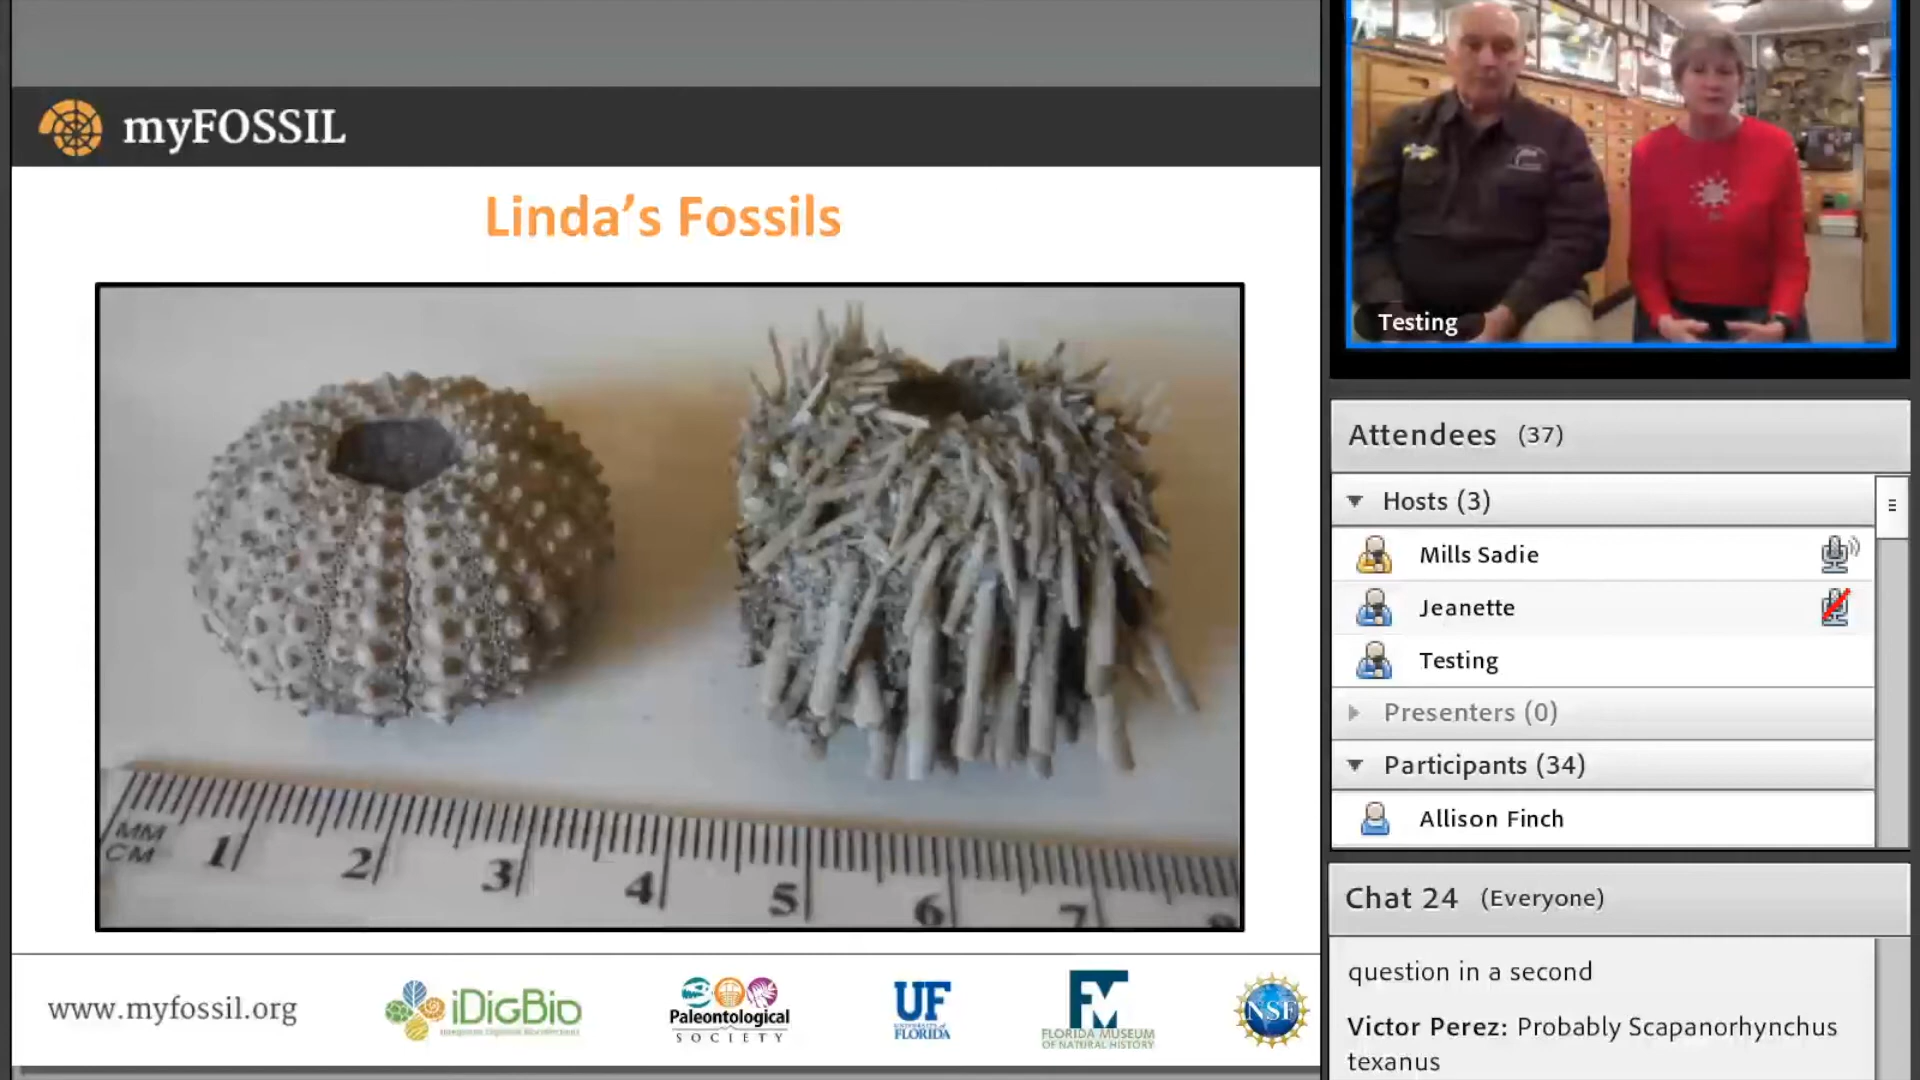 myFOSSIL
Linda’s Fossils
MM
CM
1
2
3
4
5
6
7
8
www.myfossil.org
iDigBio
Paleontological
SOCIETY
UF
UNIVERSITY of
FLORIDA
FLORIDA MUSEUM
OF NATURAL HISTORY
NSF
Testing
Attendees (37)
Hosts (3)
Mills Sadie
Jeanette
Testing
Presenters (0)
Participants (34)
Allison Finch
Chat 24 (Everyone)
question in a second
Victor Perez: Probably Scapanorhynchus
texanus